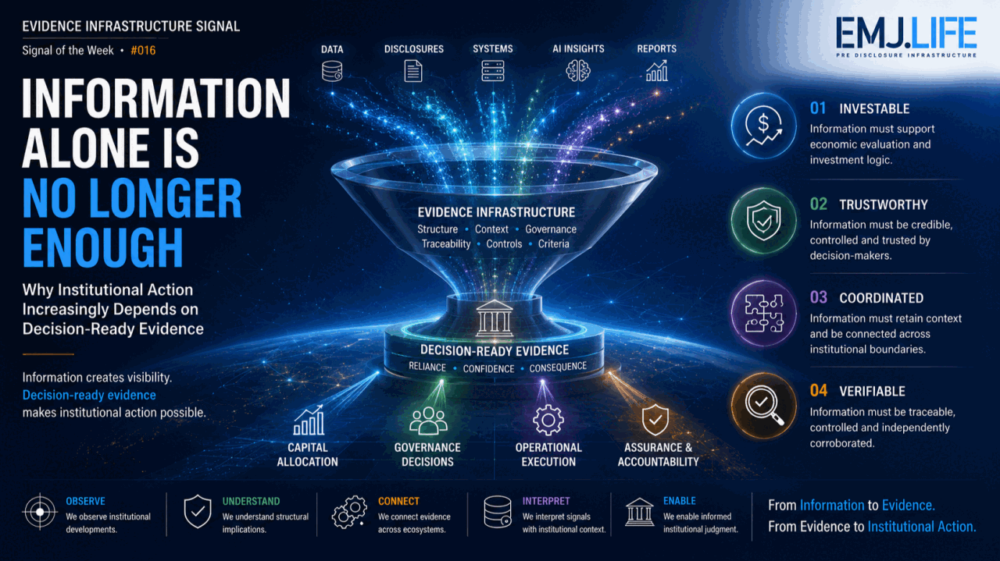 EVIDENCE INFRASTRUCTURE SIGNAL
Signal of the Week • #016
INFORMATION
ALONE IS
NO LONGER
ENOUGH
Why Institutional Action
Increasingly Depends on
Decision-Ready Evidence
Information creates visibility.
Decision-ready evidence
makes institutional action possible.
DATA
DISCLOSURES
SYSTEMS
AI INSIGHTS
REPORTS
EVIDENCE INFRASTRUCTURE
Structure • Context • Governance
Traceability • Controls • Criteria
DECISION-READY EVIDENCE
RELIANCE • CONFIDENCE • CONSEQUENCE
CAPITAL
ALLOCATION
GOVERNANCE
DECISIONS
OPERATIONAL
EXECUTION
ASSURANCE &
ACCOUNTABILITY
EMJ.LIFE
PRE DISCLOSURE INFRASTRUCTURE
01 INVESTABLE
Information must support
economic evaluation and
investment logic.
02 TRUSTWORTHY
Information must be credible,
controlled and trusted by
decision-makers.
03 COORDINATED
Information must retain context
and be connected across
institutional boundaries.
04 VERIFIABLE
Information must be traceable,
controlled and independently
corroborated.
OBSERVE
We observe institutional
developments.
UNDERSTAND
We understand structural
implications.
CONNECT
We connect evidence
across ecosystems.
INTERPRET
We interpret signals
with institutional context.
ENABLE
We enable informed
institutional judgment.
From Information to Evidence.
From Evidence to Institutional Action.